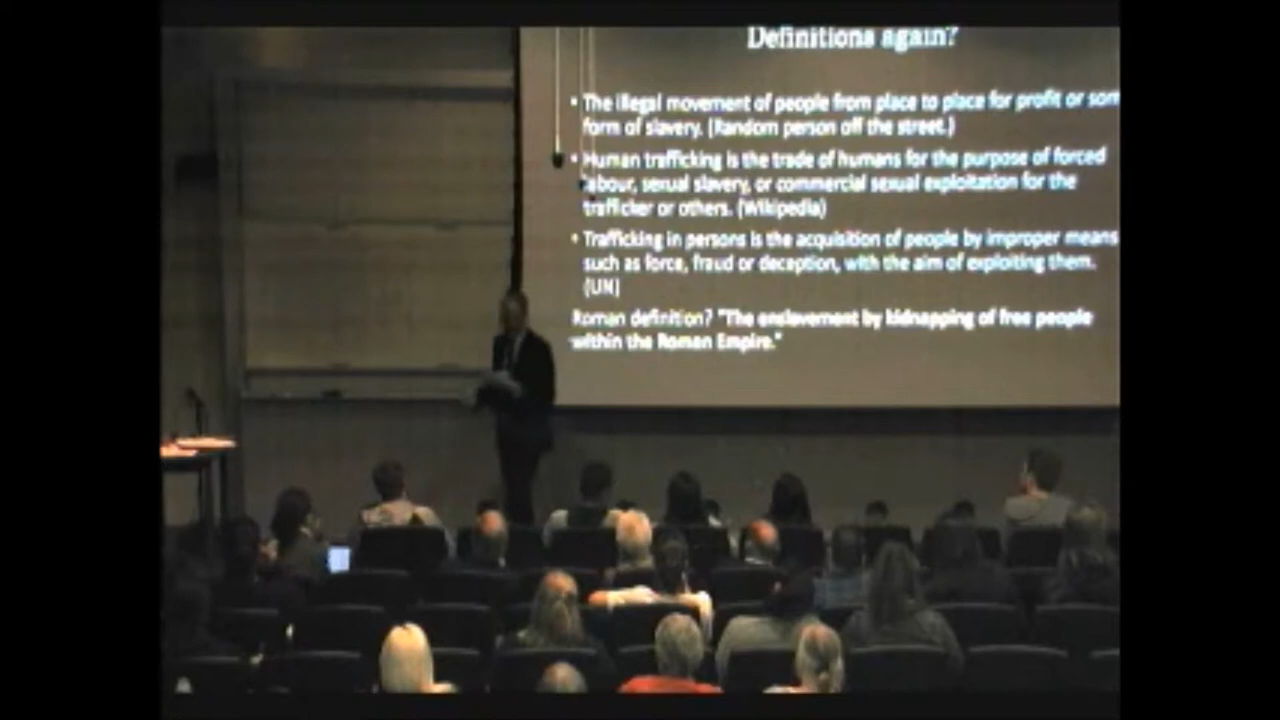 Definitions again?
• The illegal movement of people from place to place for profit or som
form of slavery. (Random person off the street.)
• Human trafficking is the trade of humans for the purpose of forced
labour, sexual slavery, or commercial sexual exploitation for the
trafficker or others. (Wikipedia)
• Trafficking in persons is the acquisition of people by improper means
such as force, fraud or deception, with the aim of exploiting them.
(UN)
Roman definition? "The enslavement by kidnapping of free people
within the Roman Empire."